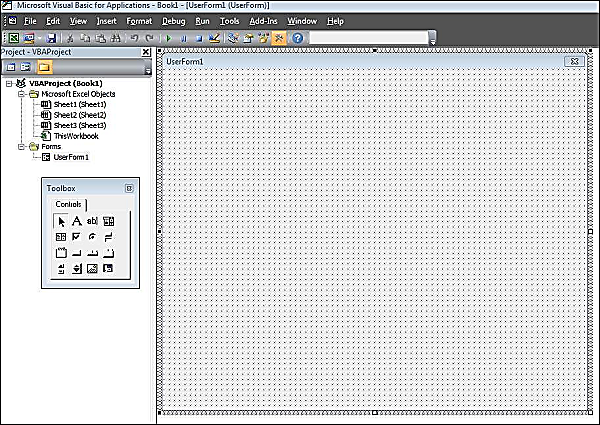 Microsoft Visual Basic for Applications - Book1 - [UserForm1 (UserForm)]
File Edit View Insert Format Debug Run Tools Add-Ins Window Help
Project - VBAProject
UserForm1
VBAProject (Book1)
Microsoft Excel Objects
Sheet1 (Sheet1)
Sheet2 (Sheet2)
Sheet3 (Sheet3)
ThisWorkbook
Forms
UserForm1
Toolbox
Controls
A ab|